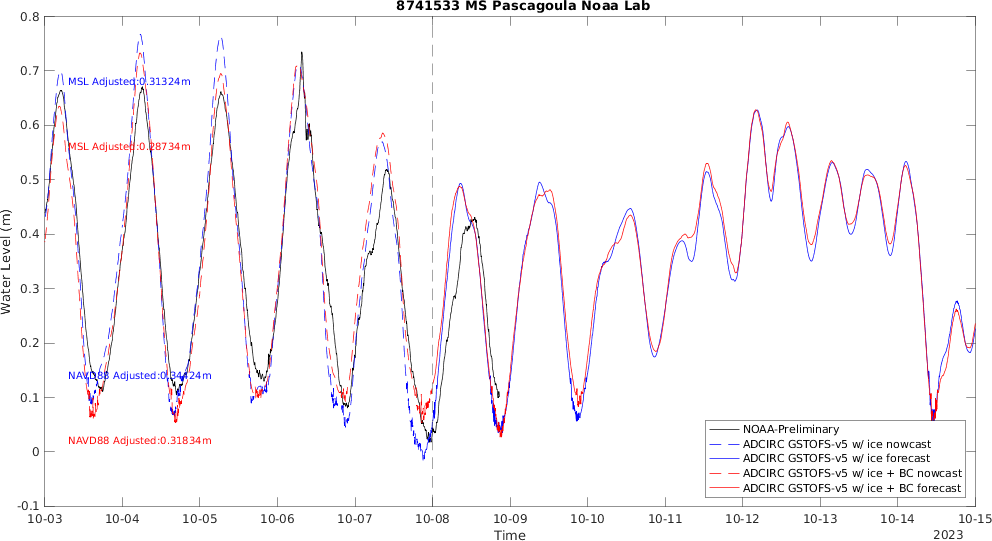 8741533 MS Pascagoula Noaa Lab
0.8
0.7
0.6
0.5
0.4
0.3
0.2
0.1
0
-0.1
Water Level (m)
MSL Adjusted:0.31324m
MSL Adjusted:0.28734m
NAVD88 Adjusted:0.34424m
NAVD88 Adjusted:0.31834m
NOAA-Preliminary
ADCIRC GSTOFS-v5 w/ ice nowcast
ADCIRC GSTOFS-v5 w/ ice forecast
ADCIRC GSTOFS-v5 w/ ice + BC nowcast
ADCIRC GSTOFS-v5 w/ ice + BC forecast
10-03 10-04 10-05 10-06 10-07 10-08 10-09 10-10 10-11 10-12 10-13 10-14 10-15
Time
2023